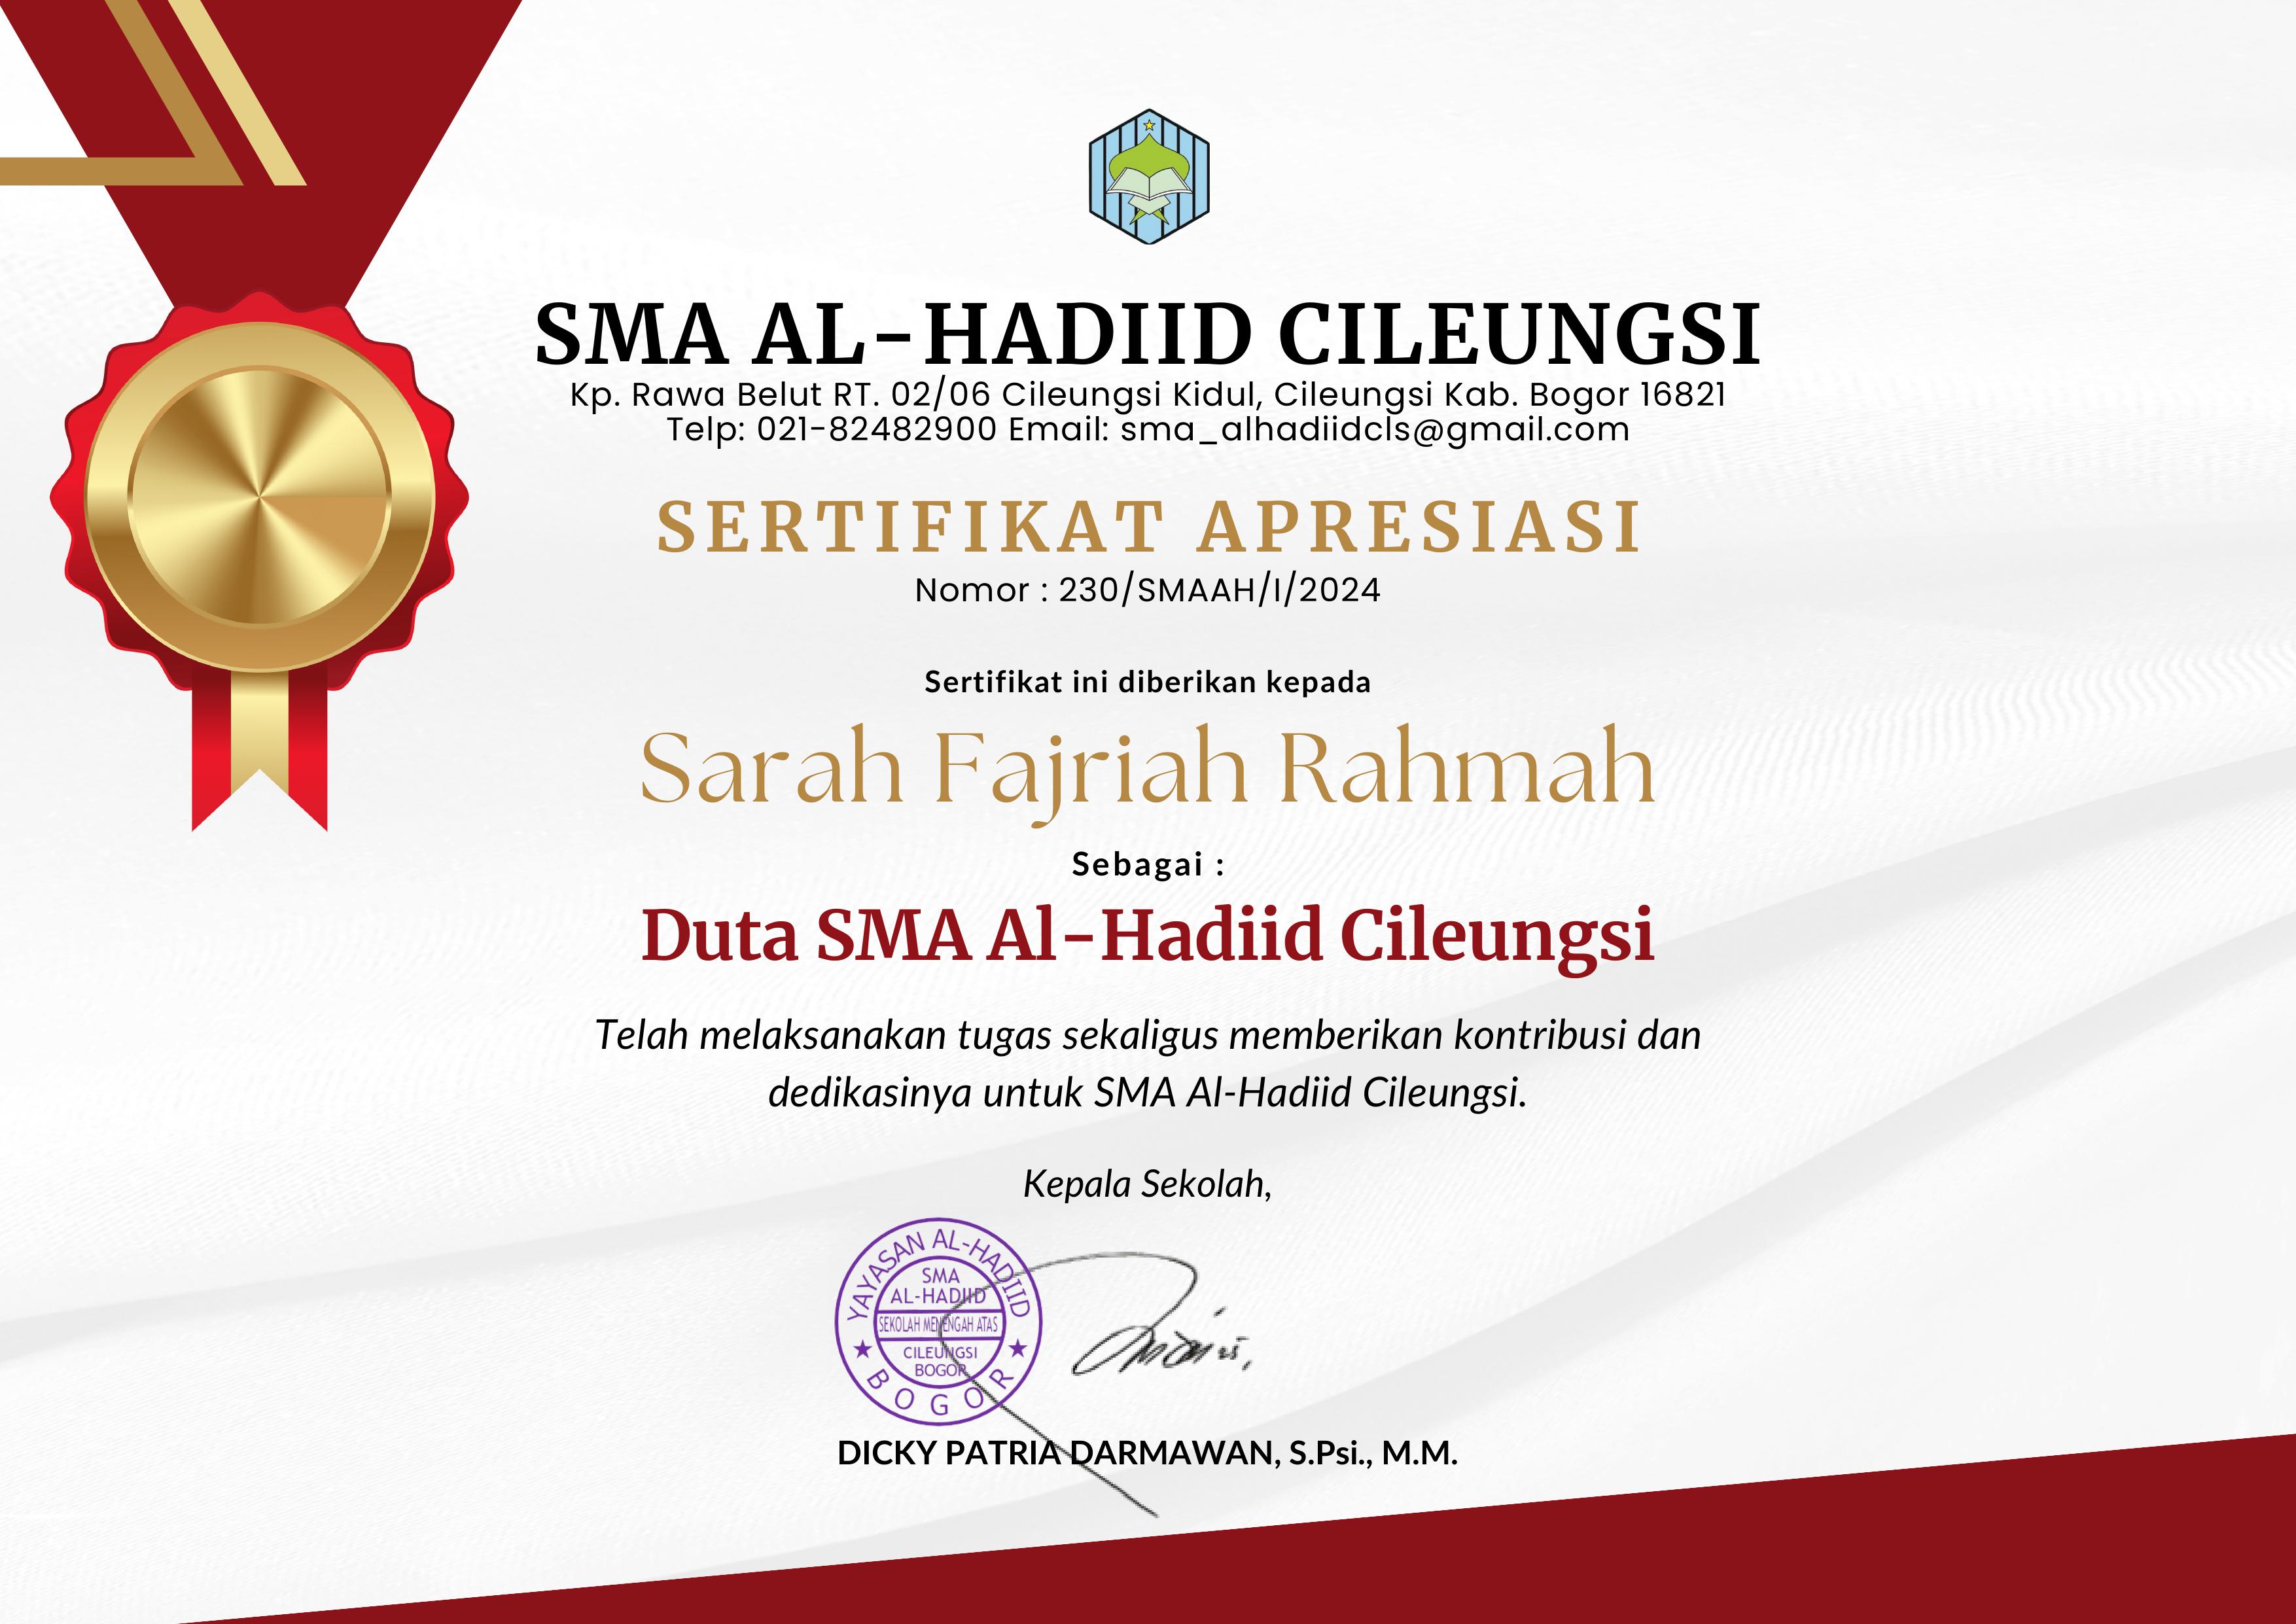 SMA AL-HADIID CILEUNGSI
Kp. Rawa Belut RT. 02/06 Cileungsi Kidul, Cileungsi Kab. Bogor 16821
Telp: 021-82482900 Email: sma_alhadiidcls@gmail.com
SERTIFIKAT APRESIASI
Nomor : 230/SMAAH/I/2024
Sertifikat ini diberikan kepada
Sarah Fajriah Rahmah
Sebagai :
Duta SMA Al-Hadiid Cileungsi
Telah melaksanakan tugas sekaligus memberikan kontribusi dan
dedikasinya untuk SMA Al-Hadiid Cileungsi.
Kepala Sekolah,
YAYASAN AL-HADIID
SMA
AL-HADIID
SEKOLAH MENENGAH ATAS
CILEUNGSI
BOGOR
BOGOR
DICKY PATRIA DARMAWAN, S.Psi., M.M.